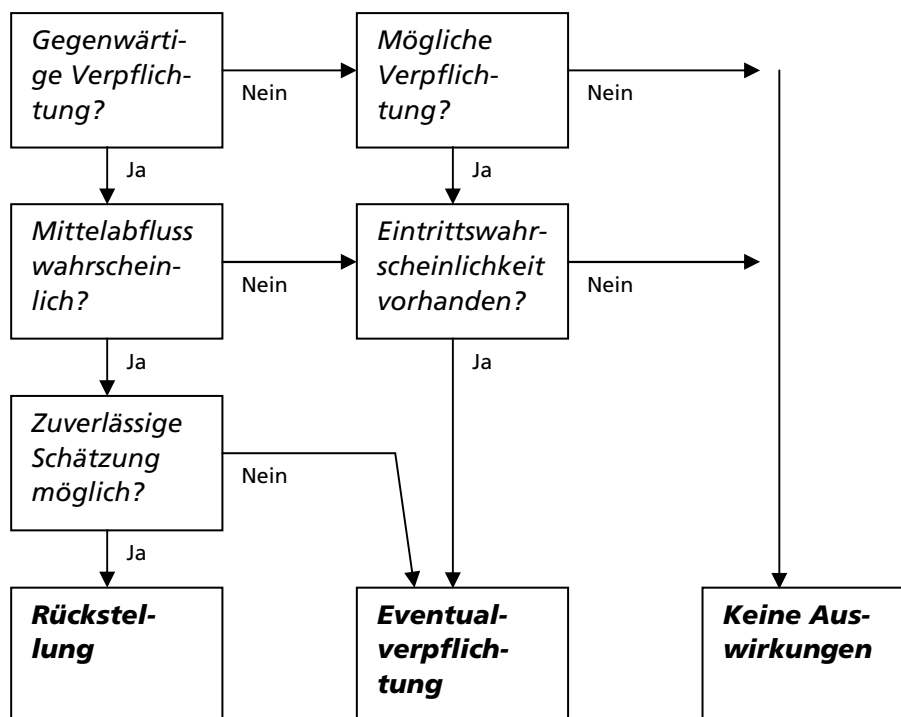 Gegenwärti-
ge Verpflich-
tung?
Nein
Mögliche
Verpflich-
tung?
Nein
Ja
Ja
Mittelabfluss
wahrschein-
lich?
Nein
Eintrittswahr-
scheinlichkeit
vorhanden?
Nein
Ja
Ja
Zuverlässige
Schätzung
möglich?
Nein
Ja
Rückstel-
lung
Eventual-
verpflich-
tung
Keine Aus-
wirkungen